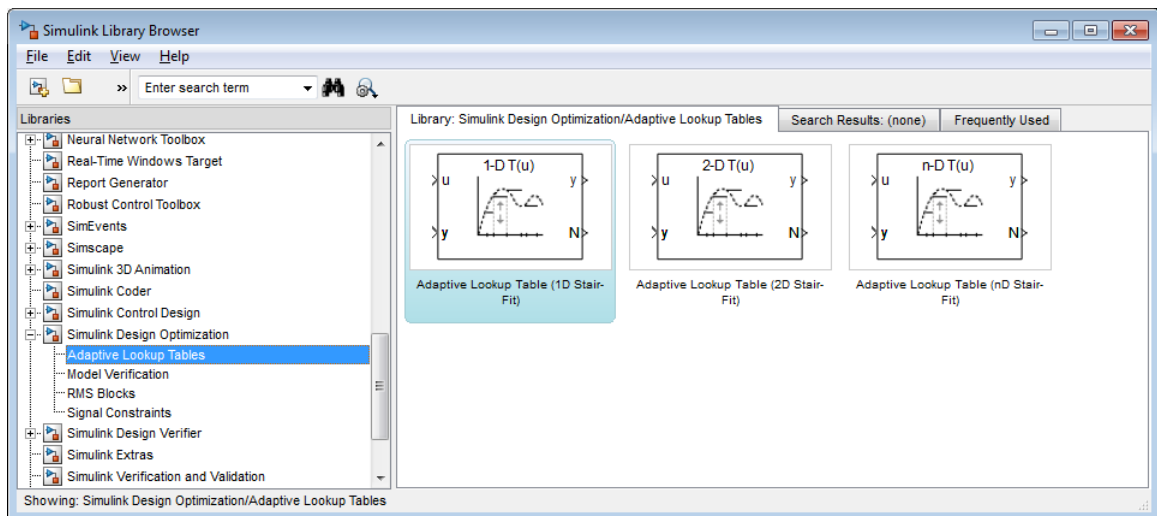 Simulink Library Browser
File Edit View Help
» Enter search term
Libraries
Neural Network Toolbox
Real-Time Windows Target
Report Generator
Robust Control Toolbox
SimEvents
Simscape
Simulink 3D Animation
Simulink Coder
Simulink Control Design
Simulink Design Optimization
Adaptive Lookup Tables
Model Verification
RMS Blocks
Signal Constraints
Simulink Design Verifier
Simulink Extras
Simulink Verification and Validation
Library: Simulink Design Optimization/Adaptive Lookup Tables Search Results: (none) Frequently Used
1-D T(u)
u y
y N
Adaptive Lookup Table (1D Stair-
Fit)
2-D T(u)
u y
y N
Adaptive Lookup Table (2D Stair-
Fit)
n-D T(u)
u y
y N
Adaptive Lookup Table (nD Stair-
Fit)
Showing: Simulink Design Optimization/Adaptive Lookup Tables